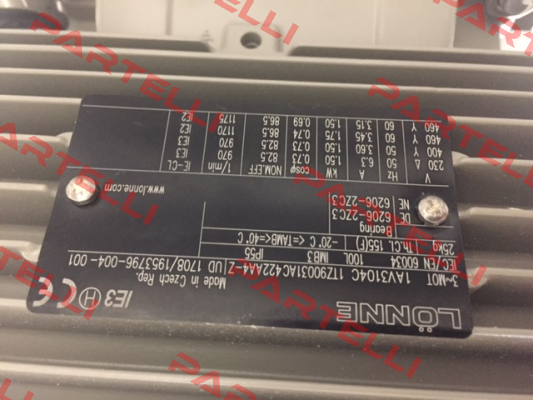 LÖNNE
IE3 H CE
Made in Czech Rep.
3~MOT 1AV3104C 1TZ90031AC422AA4-Z IUD 1708/1953796-004-001
IEC/EN 60034 100L IMB3 IP55
25kg Th.Cl. 155(F) -20°C <=TAMB<=40°C
Bearing
DE 6206-2ZC3
NE 6206-2ZC3
www.lonne.com
V Hz A kW cosφ NOM.EFF 1/min IE-CL
230 Δ 50 6.3 1.50 0.73 82.5 970 IE3
400 Y 50 3.60 1.50 0.73 82.5 970 IE3
460 Y 60 3.45 1.75 0.74 86.5 1170 IE2
460 Y 60 3.15 1.50 0.69 86.5 1175 IE2
PARTELLI
PARTELLI
PARTELLI
PARTELLI
PARTELLI